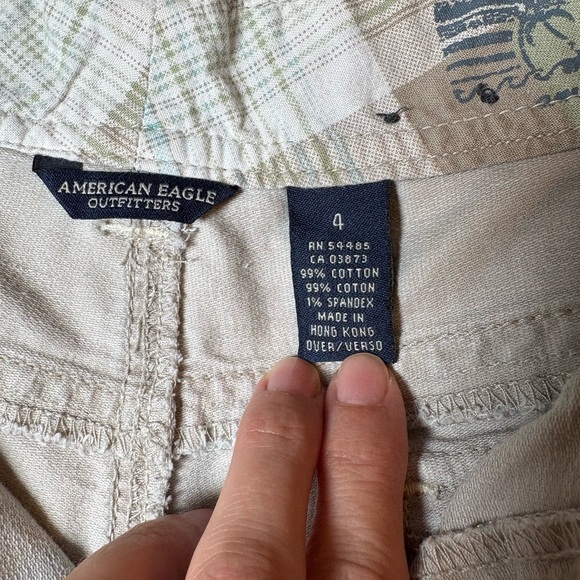 AMERICAN EAGLE
OUTFITTERS
4
RN 54485
CA 03873
99% COTTON
99% COTON
1% SPANDEX
MADE IN
HONG KONG
OVER/VERSO